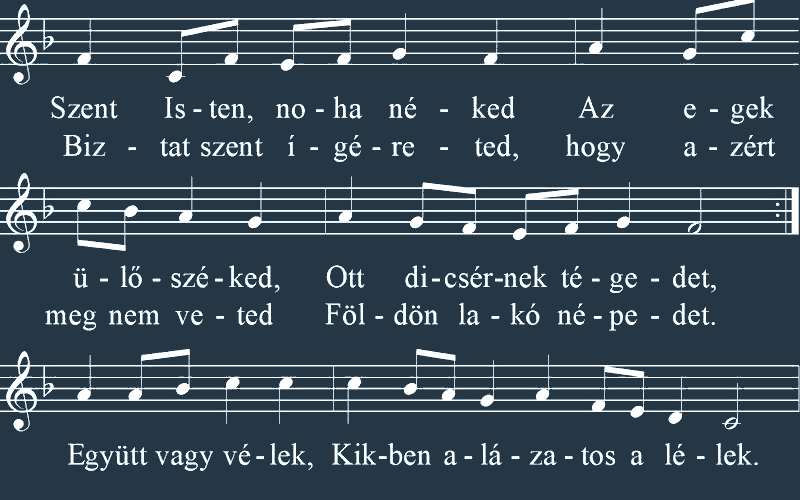 Szent Is - ten, no - ha né - ked Az e - gek
Biz - tat szent í - gé - re - ted, hogy a - zért
ü - lő - szé - ked, Ott di - csér - nek té - ge - det,
meg nem ve - ted Föl - dön la - kó né - pe - det.
Együtt vagy vé - lek, Kik - ben a - lá - za - tos a lé - lek.